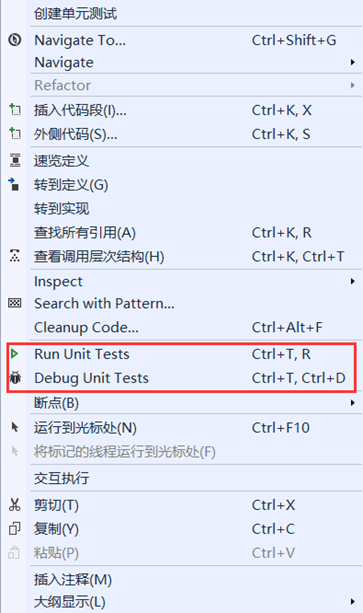 创建单元测试
Navigate To... Ctrl+Shift+G
Navigate
Refactor
插入代码段(I)... Ctrl+K, X
外侧代码(S)... Ctrl+K, S
速览定义
转到定义(G)
转到实现
查找所有引用(A) Ctrl+K, R
查看调用层次结构(H) Ctrl+K, Ctrl+T
Inspect
Search with Pattern...
Cleanup Code... Ctrl+Alt+F
Run Unit Tests Ctrl+T, R
Debug Unit Tests Ctrl+T, Ctrl+D
断点(B)
运行到光标处(N) Ctrl+F10
将标记的线程运行到光标处(F)
交互执行
剪切(T) Ctrl+X
复制(Y) Ctrl+C
粘贴(P) Ctrl+V
插入注释(M)
大纲显示(L)